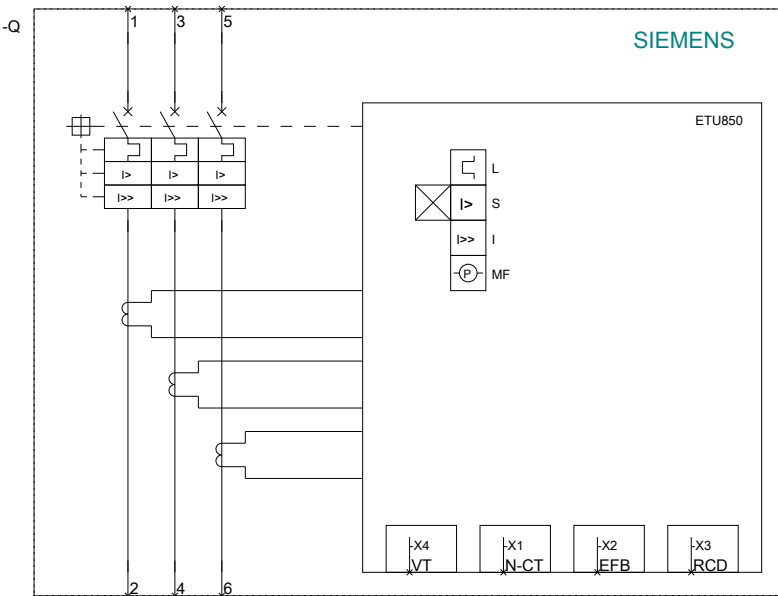 -Q
1 3 5
SIEMENS
ETU850
I> I> I>
I>> I>> I>>
L
I> S
I>> I
P MF
-X4 -X1 -X2 -X3
VT N-CT EFB RCD
2 4 6